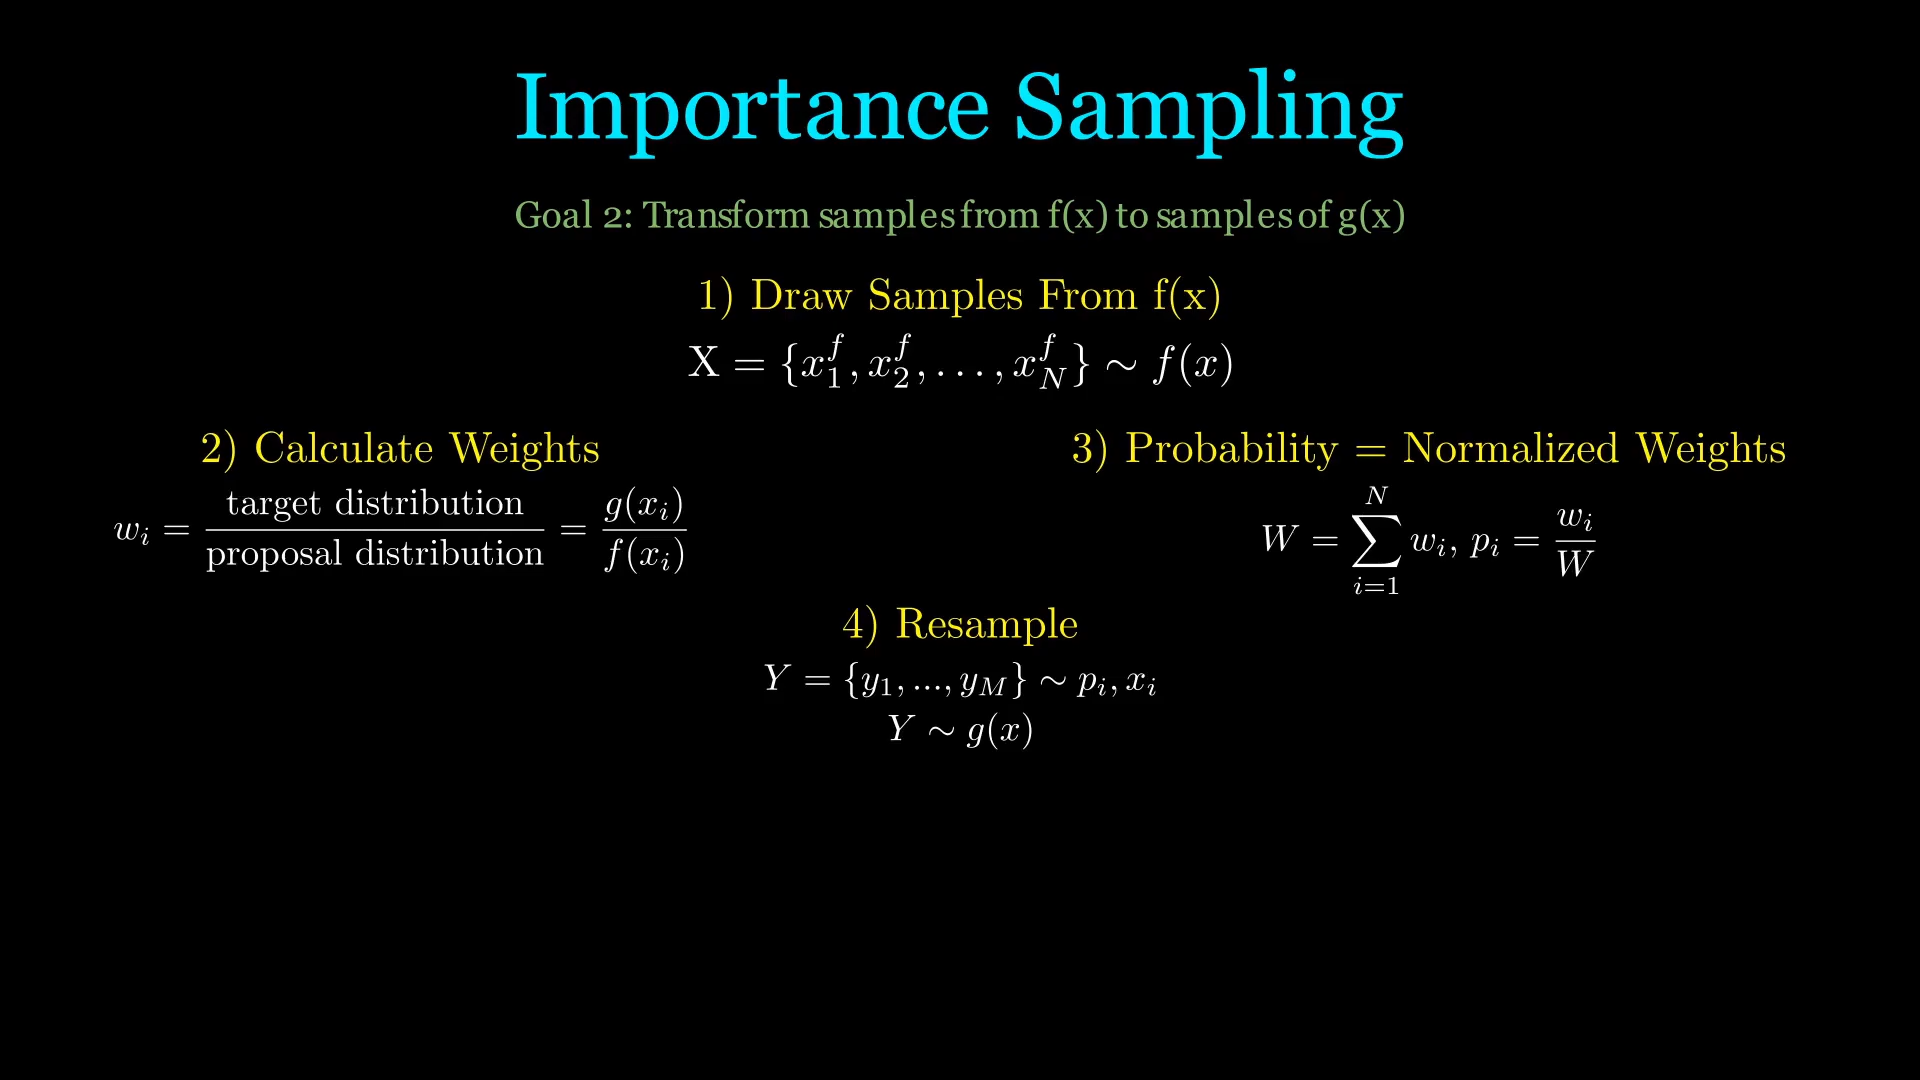 Importance Sampling
Goal 2: Transform samples from f(x) to samples of g(x)
1) Draw Samples From f(x)
X = {x_1^f, x_2^f, . . . , x_N^f} ∼ f(x)
2) Calculate Weights
w_i = target distribution / proposal distribution = g(x_i) / f(x_i)
3) Probability = Normalized Weights
W = ∑_{i=1}^{N} w_i, p_i = w_i / W
4) Resample
Y = {y_1, ..., y_M} ∼ p_i, x_i
Y ∼ g(x)